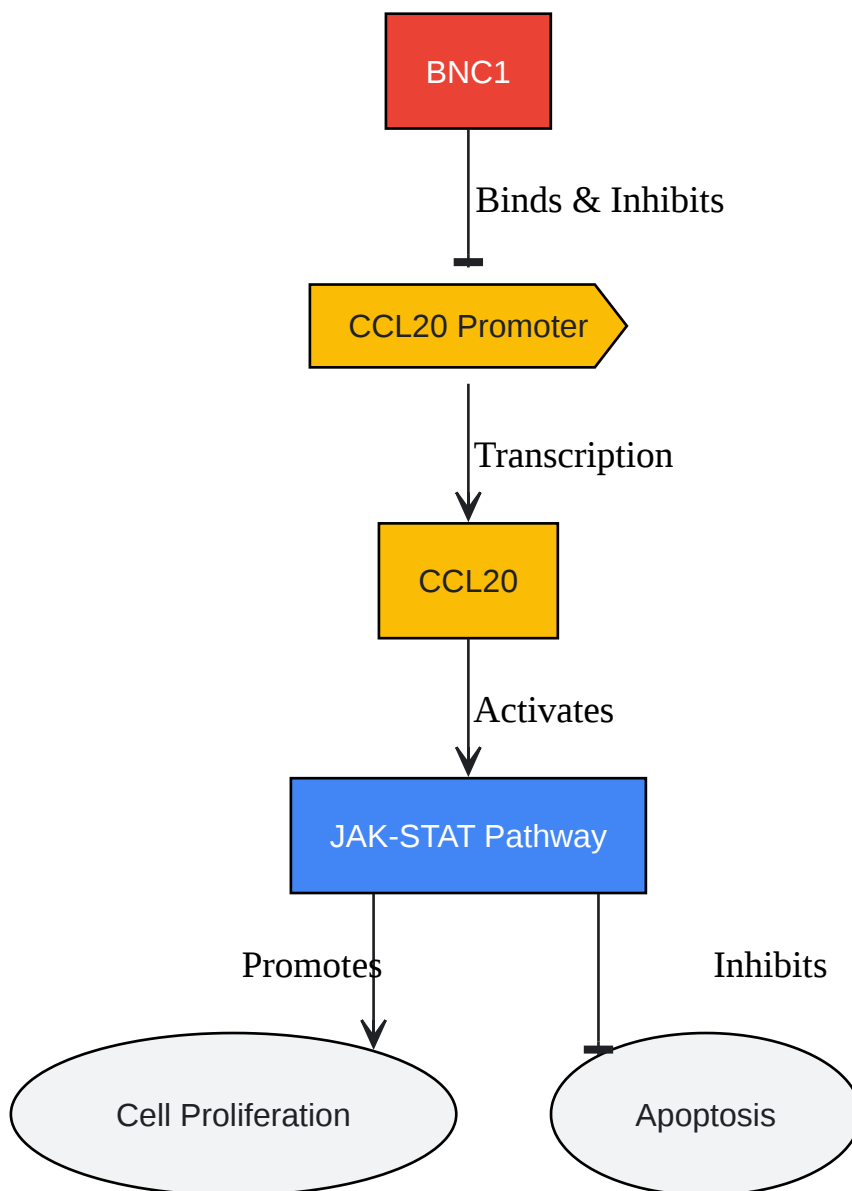 BNC1
Binds & Inhibits
CCL20 Promoter
Transcription
CCL20
Activates
JAK-STAT Pathway
Promotes
Inhibits
Cell Proliferation
Apoptosis